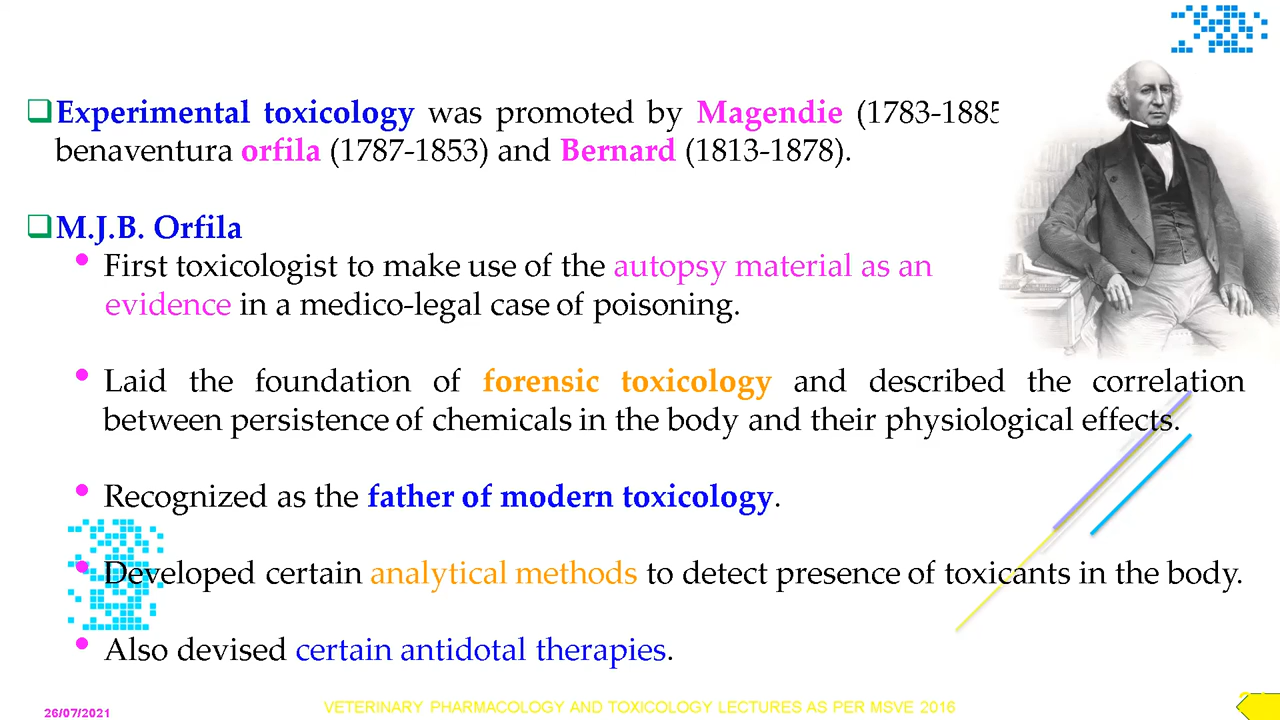 Experimental toxicology was promoted by Magendie (1783-1885
benaventura orfila (1787-1853) and Bernard (1813-1878).
M.J.B. Orfila
• First toxicologist to make use of the autopsy material as an
evidence in a medico-legal case of poisoning.
• Laid the foundation of forensic toxicology and described the correlation
between persistence of chemicals in the body and their physiological effects.
• Recognized as the father of modern toxicology.
• Developed certain analytical methods to detect presence of toxicants in the body.
• Also devised certain antidotal therapies.
26/07/2021
VETERINARY PHARMACOLOGY AND TOXICOLOGY LECTURES AS PER MSVE 2016